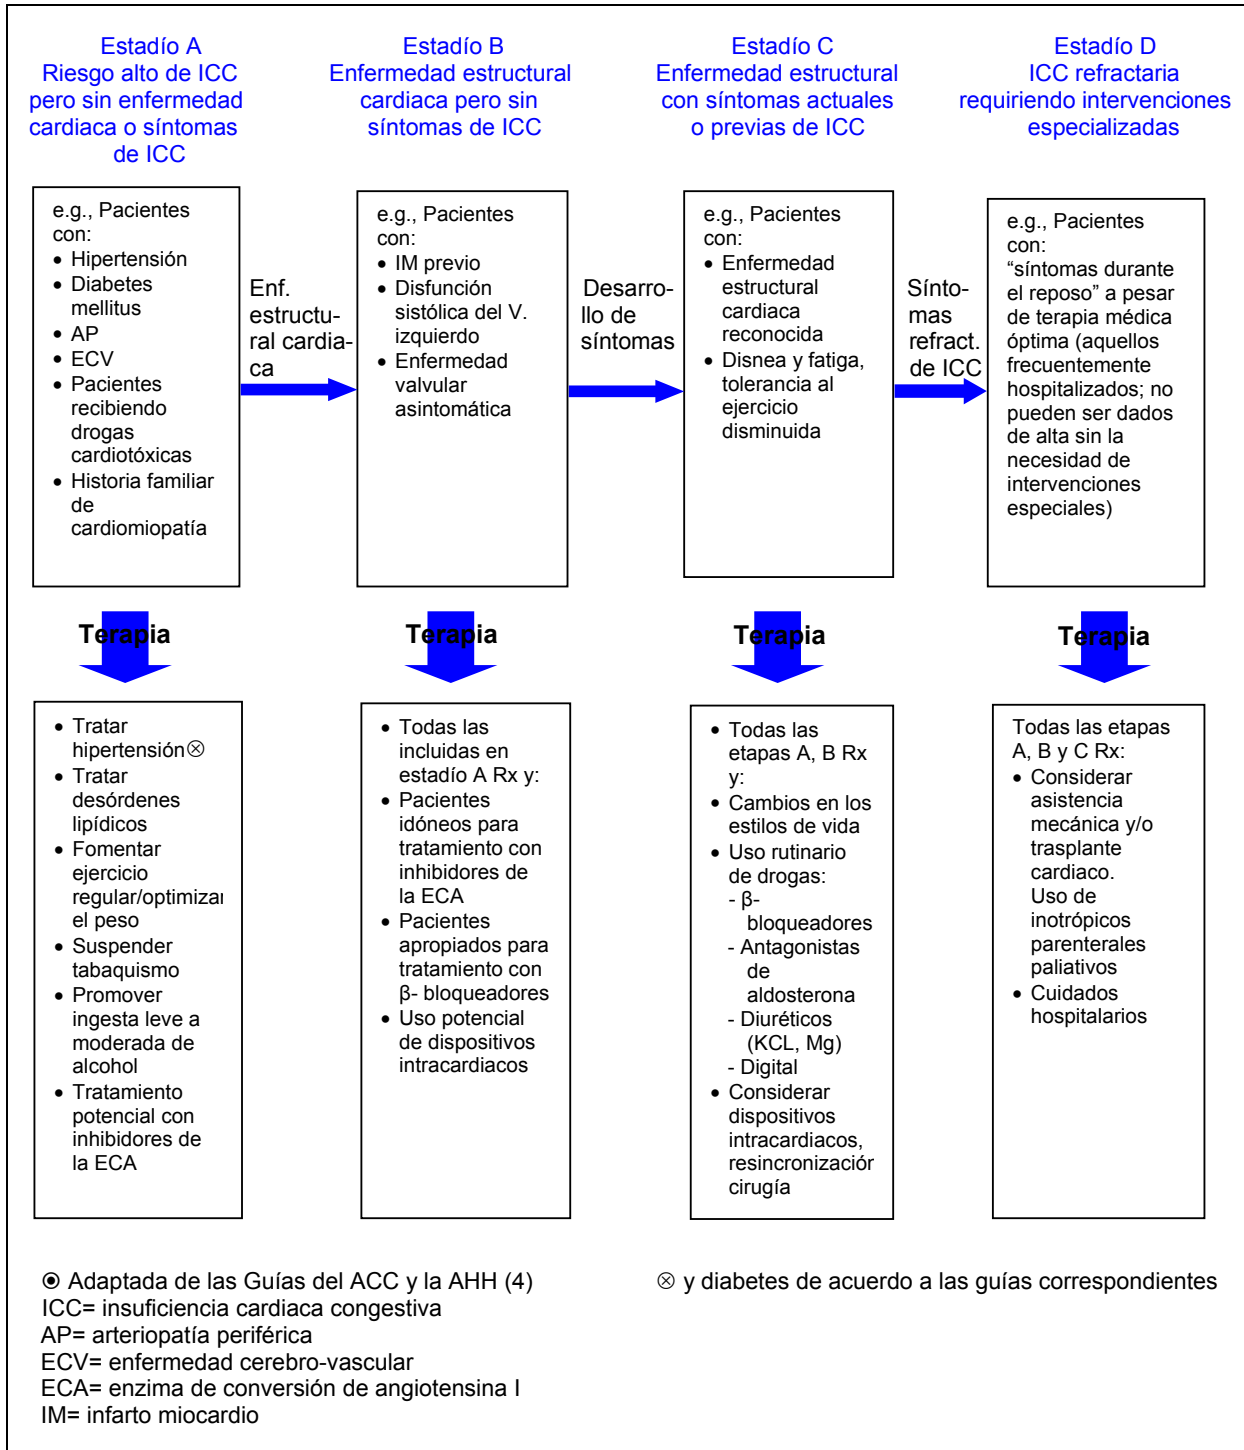 Estadío A
Riesgo alto de ICC
pero sin enfermedad
cardiaca o síntomas
de ICC
Estadío B
Enfermedad estructural
cardiaca pero sin
síntomas de ICC
Estadío C
Enfermedad estructural
con síntomas actuales
o previas de ICC
Estadío D
ICC refractaria
requiriendo intervenciones
especializadas
e.g., Pacientes
con:
• Hipertensión
• Diabetes
mellitus
• AP
• ECV
• Pacientes
recibiendo
drogas
cardiotóxicas
• Historia familiar
de
cardiomiopatía
Enf.
estructu-
ral cardia-
ca
e.g., Pacientes
con:
• IM previo
• Disfunción
sistólica del V.
izquierdo
• Enfermedad
valvular
asintomática
Desarro-
llo de
síntomas
e.g., Pacientes
con:
• Enfermedad
estructural
cardiaca
reconocida
• Disnea y fatiga,
tolerancia al
ejercicio
disminuida
Sínto-
mas
refract.
de ICC
e.g., Pacientes
con:
“síntomas durante
el reposo” a pesar
de terapia médica
óptima (aquellos
frecuentemente
hospitalizados; no
pueden ser dados
de alta sin la
necesidad de
intervenciones
especiales)
Terapia
Terapia
Terapia
Terapia
• Tratar
hipertensión⊗
• Tratar
desórdenes
lipídicos
• Fomentar
ejercicio
regular/optimizar
el peso
• Suspender
tabaquismo
• Promover
ingesta leve a
moderada de
alcohol
• Tratamiento
potencial con
inhibidores de
la ECA
• Todas las
incluidas en
estadío A Rx y:
• Pacientes
idóneos para
tratamiento con
inhibidores de
la ECA
• Pacientes
apropiados para
tratamiento con
β- bloqueadores
• Uso potencial
de dispositivos
intracardiacos
• Todas las
etapas A, B Rx
y:
• Cambios en los
estilos de vida
• Uso rutinario
de drogas:
- β-
bloqueadores
- Antagonistas
de
aldosterona
- Diuréticos
(KCL, Mg)
- Digital
• Considerar
dispositivos
intracardiacos,
resincronización
cirugía
Todas las etapas
A, B y C Rx:
• Considerar
asistencia
mecánica y/o
trasplante
cardiaco.
Uso de
inotrópicos
parenterales
paliativos
• Cuidados
hospitalarios
⦿ Adaptada de las Guías del ACC y la AHH (4)
ICC= insuficiencia cardiaca congestiva
AP= arteriopatía periférica
ECV= enfermedad cerebro-vascular
ECA= enzima de conversión de angiotensina I
IM= infarto miocardio
⊗ y diabetes de acuerdo a las guías correspondientes